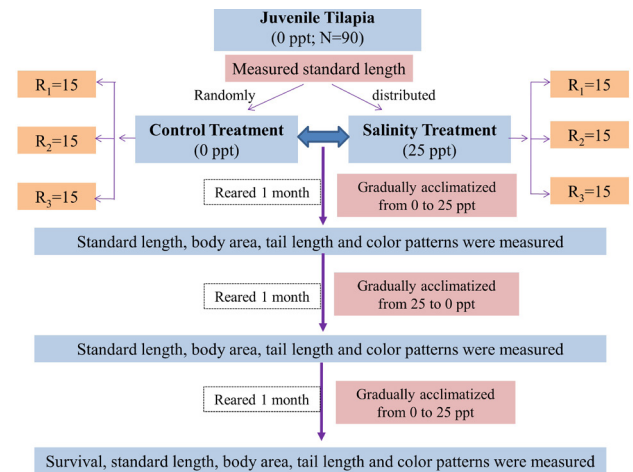 Juvenile Tilapia
(0 ppt; N=90)
Measured standard length
Randomly
distributed
R₁=15
R₂=15
R₃=15
Control Treatment
(0 ppt)
Salinity Treatment
(25 ppt)
R₁=15
R₂=15
R₃=15
Reared 1 month
Gradually acclimatized
from 0 to 25 ppt
Standard length, body area, tail length and color patterns were measured
Reared 1 month
Gradually acclimatized
from 25 to 0 ppt
Standard length, body area, tail length and color patterns were measured
Reared 1 month
Gradually acclimatized
from 0 to 25 ppt
Survival, standard length, body area, tail length and color patterns were measured